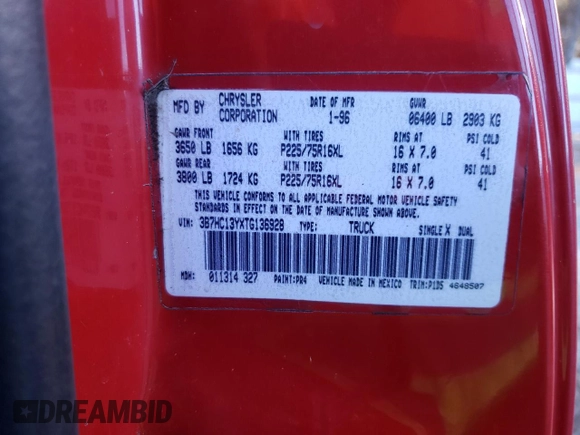 MFD BY CHRYSLER CORPORATION DATE OF MFR 1-96 GVWR 06400 LB 2903 KG
GAWR FRONT WITH TIRES RIMS AT PSI COLD
3650 LB 1656 KG P225/75R16XL 16 X 7.0 41
GAWR REAR WITH TIRES RIMS AT PSI COLD
3800 LB 1724 KG P225/75R16XL 16 X 7.0 41
THIS VEHICLE CONFORMS TO ALL APPLICABLE FEDERAL MOTOR VEHICLE SAFETY
STANDARDS IN EFFECT ON THE DATE OF MANUFACTURE SHOWN ABOVE.
VIN: 3B7HC13YXTG136928 TYPE: TRUCK SINGLE X DUAL
MDH: 011314 327 PAINT:PR4 VEHICLE MADE IN MEXICO TRIM:P1D5 4648507
DREAMBID